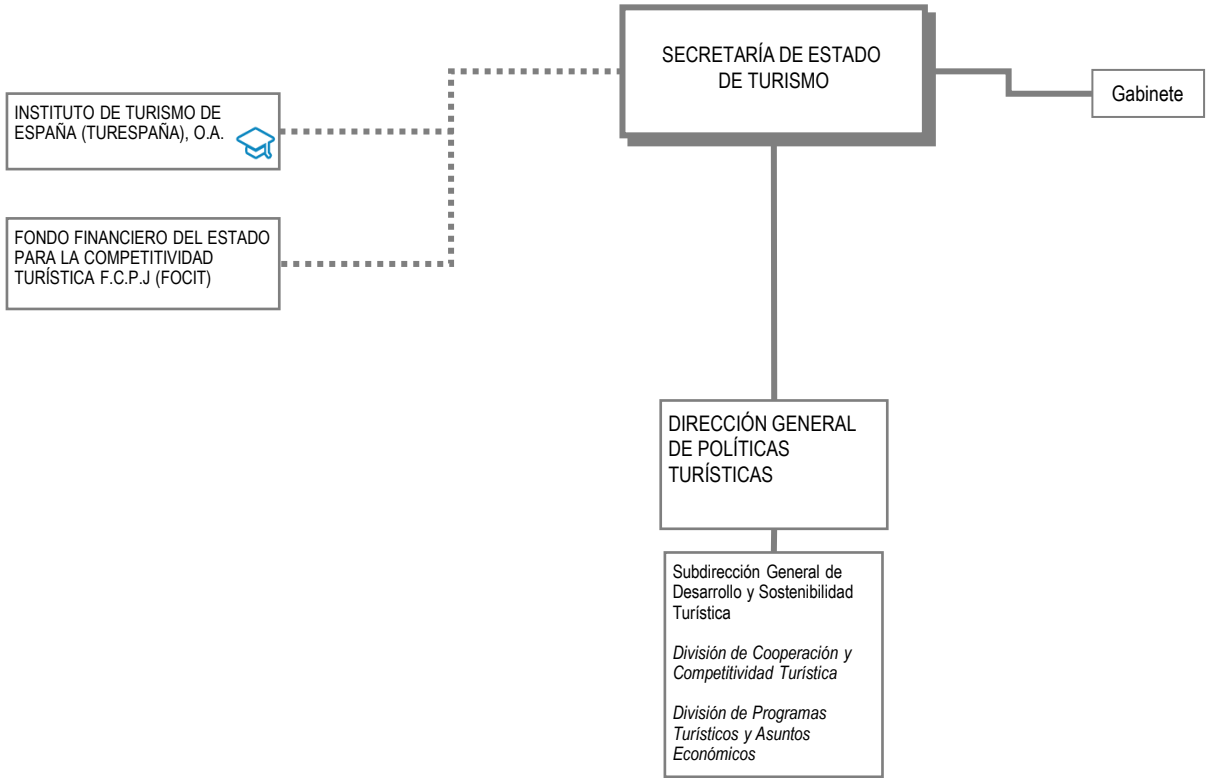 SECRETARÍA DE ESTADO
DE TURISMO
Gabinete
INSTITUTO DE TURISMO DE
ESPAÑA (TURESPAÑA), O.A.
FONDO FINANCIERO DEL ESTADO
PARA LA COMPETITIVIDAD
TURÍSTICA F.C.P.J (FOCIT)
DIRECCIÓN GENERAL
DE POLÍTICAS
TURÍSTICAS
Subdirección General de
Desarrollo y Sostenibilidad
Turística
División de Cooperación y
Competitividad Turística
División de Programas
Turísticos y Asuntos
Económicos